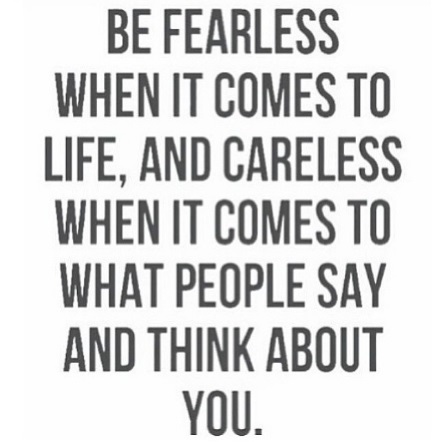 BE FEARLESS
WHEN IT COMES TO
LIFE, AND CARELESS
WHEN IT COMES TO
WHAT PEOPLE SAY
AND THINK ABOUT
YOU.